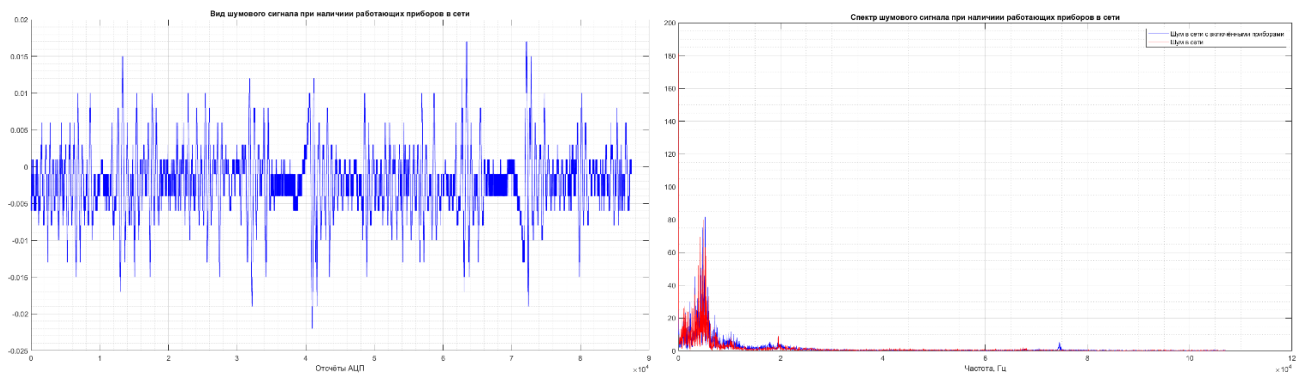 Вид шумового сигнала при наличиии работающих приборов в сети
0.02
0.015
0.01
0.005
0
-0.005
-0.01
-0.015
-0.02
-0.025
0 1 2 3 4 5 6 7 8 9
×10⁴
Отсчёты АЦП
Спектр шумового сигнала при наличиии работающих приборов в сети
Шум в сети с включёнными приборами
Шум в сети
200
180
160
140
120
100
80
60
40
20
0
0 2 4 6 8 10 12
Частота, Гц